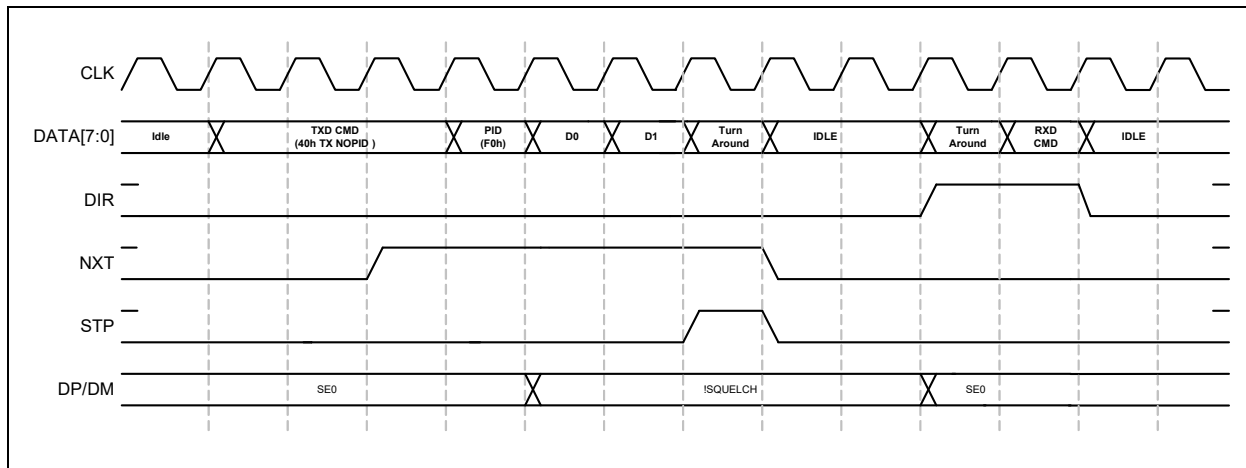 CLK
DATA[7:0]
Idle
TXD CMD
(40h TX NOPID )
PID
(F0h)
D0
D1
Turn
Around
IDLE
Turn
Around
RXD
CMD
IDLE
DIR
NXT
STP
DP/DM
SE0
!SQUELCH
SE0